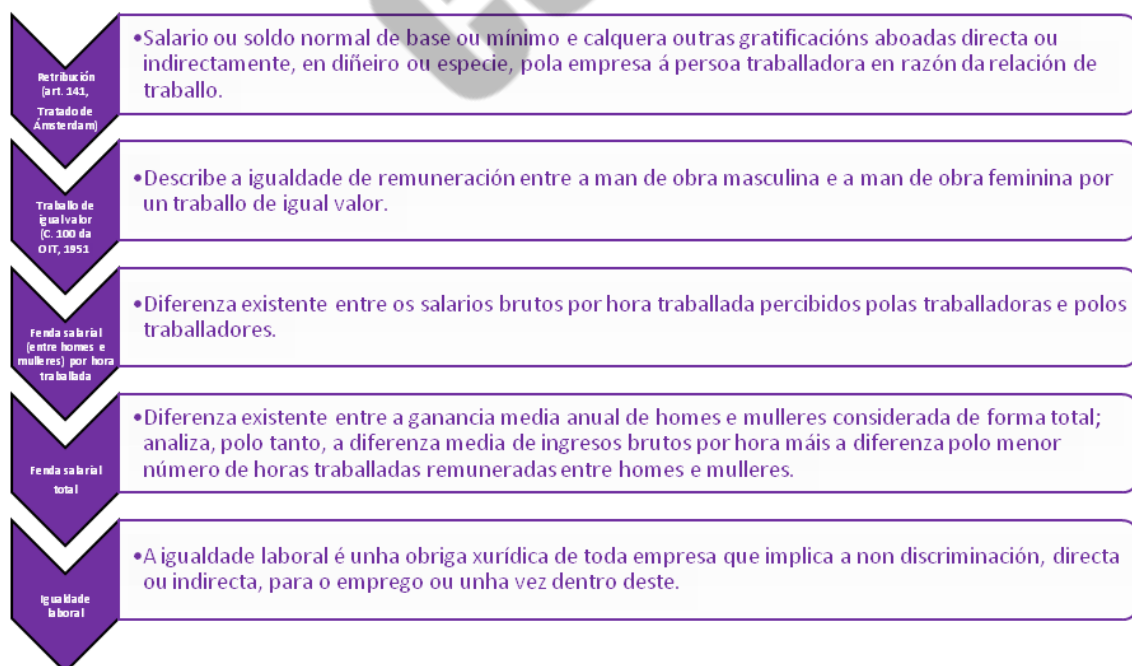 Retribución
(art. 141,
Tratado de
Ámsterdam)
•Salario ou soldo normal de base ou mínimo e calquera outras gratificacións aboadas directa ou
indirectamente, en diñeiro ou especie, pola empresa á persoa traballadora en razón da relación de
traballo.
Traballo de
igual valor
(C. 100 da
OIT, 1951
•Describe a igualdade de remuneración entre a man de obra masculina e a man de obra feminina por
un traballo de igual valor.
Fenda salarial
(entre homes e
mulleres) por hora
traballada
•Diferenza existente entre os salarios brutos por hora traballada percibidos polas traballadoras e polos
traballadores.
Fenda salarial
total
•Diferenza existente entre a ganancia media anual de homes e mulleres considerada de forma total;
analiza, polo tanto, a diferenza media de ingresos brutos por hora máis a diferenza polo menor
número de horas traballadas remuneradas entre homes e mulleres.
Igualdade
laboral
•A igualdade laboral é unha obriga xurídica de toda empresa que implica a non discriminación, directa
ou indirecta, para o emprego ou unha vez dentro deste.